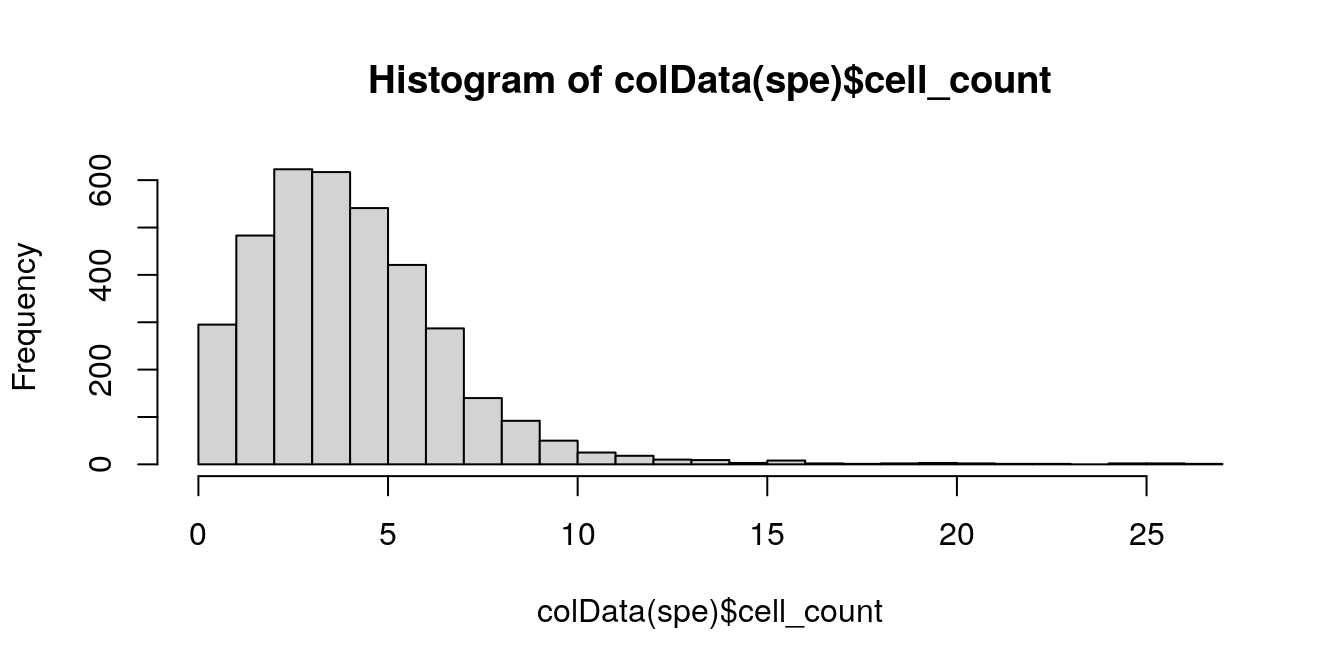 Histogram of colData(spe)$cell_count
Frequency
600
400
200
0
0 5 10 15 20 25
colData(spe)$cell_count